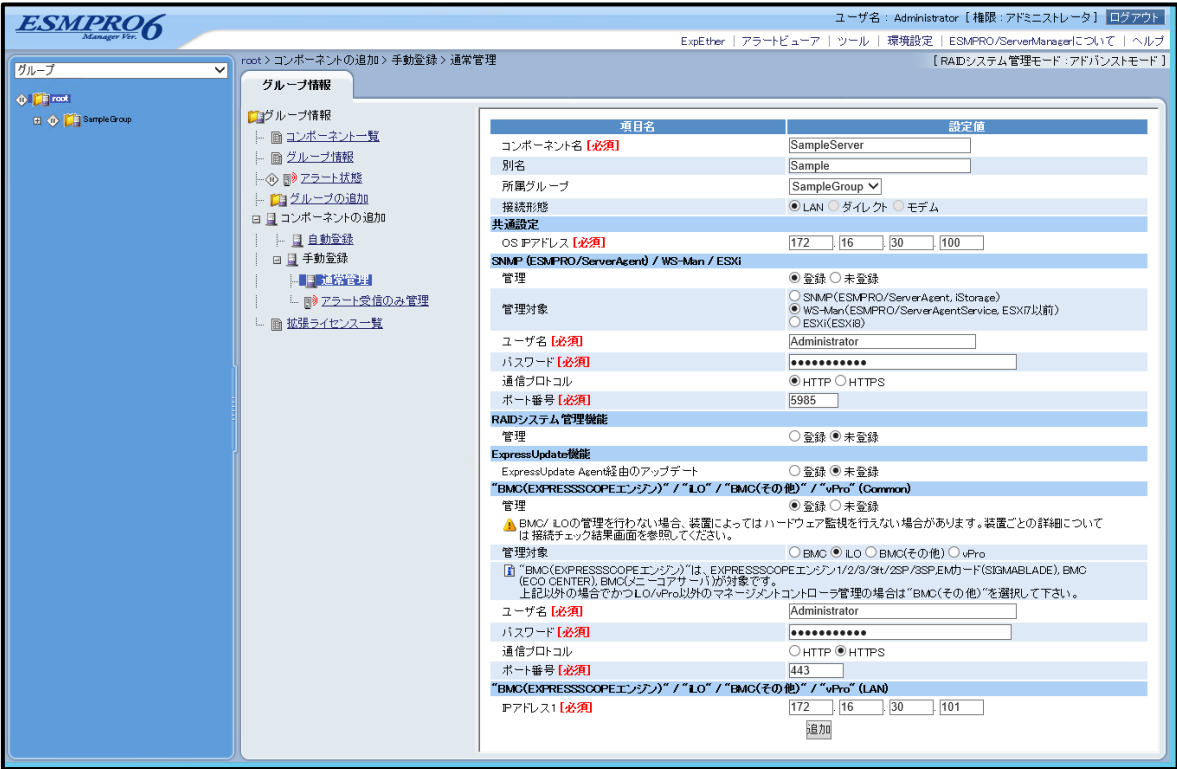 ESMPRO6
Manager Ver.
ユーザ名 : Administrator [ 権限 : アドミニストレータ ] ログアウト
ExpEther | アラートビューア | ツール | 環境設定 | ESMPRO/ServerManagerについて | ヘルプ
グループ
root
SampleGroup
root > コンポーネントの追加 > 手動登録 > 通常管理
[ RAIDシステム管理モード : アドバンストモード ]
グループ情報
グループ情報
コンポーネント一覧
グループ情報
アラート状態
グループの追加
コンポーネントの追加
自動登録
手動登録
通常管理
アラート受信のみ管理
拡張ライセンス一覧
項目名 設定値
コンポーネント名 [必須] SampleServer
別名 Sample
所属グループ SampleGroup
接続形態 LAN ダイレクト モデム
共通設定
OS IPアドレス [必須] 172 . 16 . 30 . 100
SNMP (ESMPRO/ServerAgent) / WS-Man / ESXi
管理 登録 未登録
管理対象
SNMP(ESMPRO/ServerAgent, iStorage)
WS-Man(ESMPRO/ServerAgentService, ESXi7以前)
ESXi(ESXi8)
ユーザ名 [必須] Administrator
パスワード [必須] ●●●●●●●●●●●
通信プロトコル HTTP HTTPS
ポート番号 [必須] 5985
RAIDシステム管理機能
管理 登録 未登録
ExpressUpdate機能
ExpressUpdate Agent経由のアップデート 登録 未登録
"BMC(EXPRESSSCOPEエンジン)" / "iLO" / "BMC(その他)" / "vPro" (Common)
管理 登録 未登録
BMC/ iLOの管理を行わない場合、装置によってはハードウェア監視を行えない場合があります。装置ごとの詳細について
は 接続チェック結果画面を参照してください。
管理対象 BMC iLO BMC(その他) vPro
"BMC(EXPRESSSCOPEエンジン)"は、EXPRESSSCOPEエンジン1/2/3/3ft/2SP /3SP,EMカード(SIGMABLADE), BMC
(ECO CENTER), BMC(メニーコアサーバ)が対象です。
上記以外の場合でかつiLO/vPro以外のマネージメントコントローラ管理の場合は"BMC(その他)"を選択して下さい。
ユーザ名 [必須] Administrator
パスワード [必須] ●●●●●●●●●●●
通信プロトコル HTTP HTTPS
ポート番号 [必須] 443
"BMC(EXPRESSSCOPEエンジン)" / "iLO" / "BMC(その他)" / "vPro" (LAN)
IPアドレス1 [必須] 172 . 16 . 30 . 101
追加